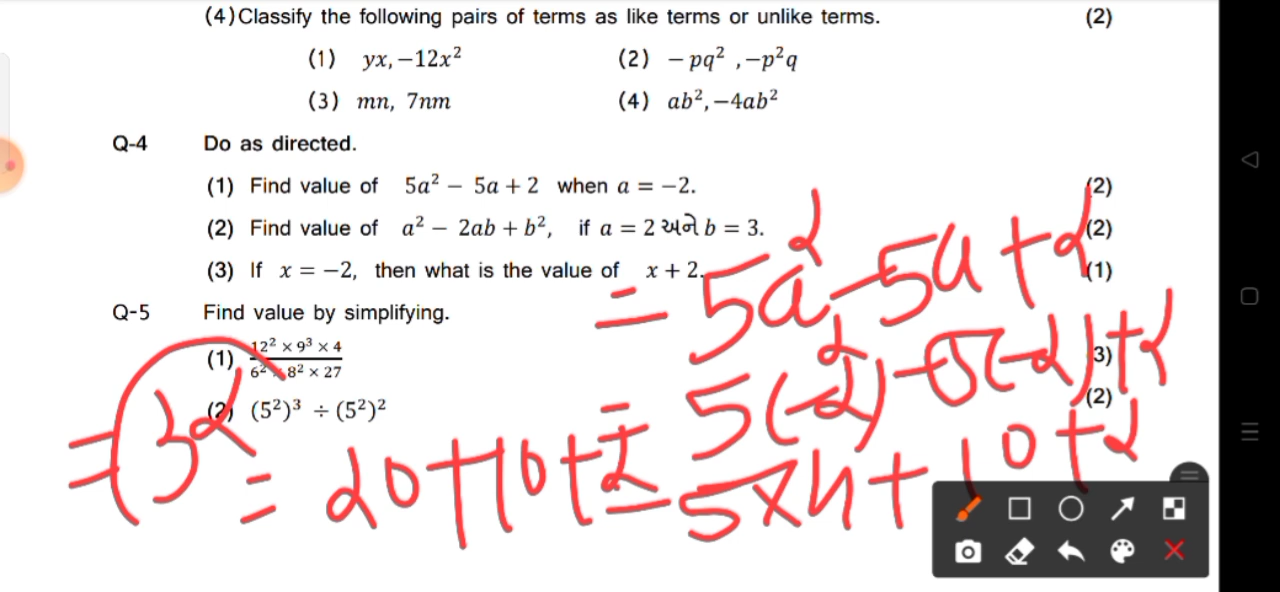 (4) Classify the following pairs of terms as like terms or unlike terms. (2)
(1) yx, −12x² (2) − pq² , −p²q
(3) mn, 7nm (4) ab², −4ab²
Q-4 Do as directed.
(1) Find value of 5a² − 5a + 2 when a = −2. (2)
(2) Find value of a² − 2ab + b², if a = 2 અને b = 3. (2)
(3) If x = −2, then what is the value of x + 2. (1)
= 5a² − 5a + 2
Q-5 Find value by simplifying.
(1) 12² × 9³ × 4 / 6² × 8² × 27 (3)
= 5(−2)² − 5(−2) + 2
(2) (5²)³ ÷ (5²)² (2)
= 5×4 + 10 + 2
= 20 + 10 + 2
= 32